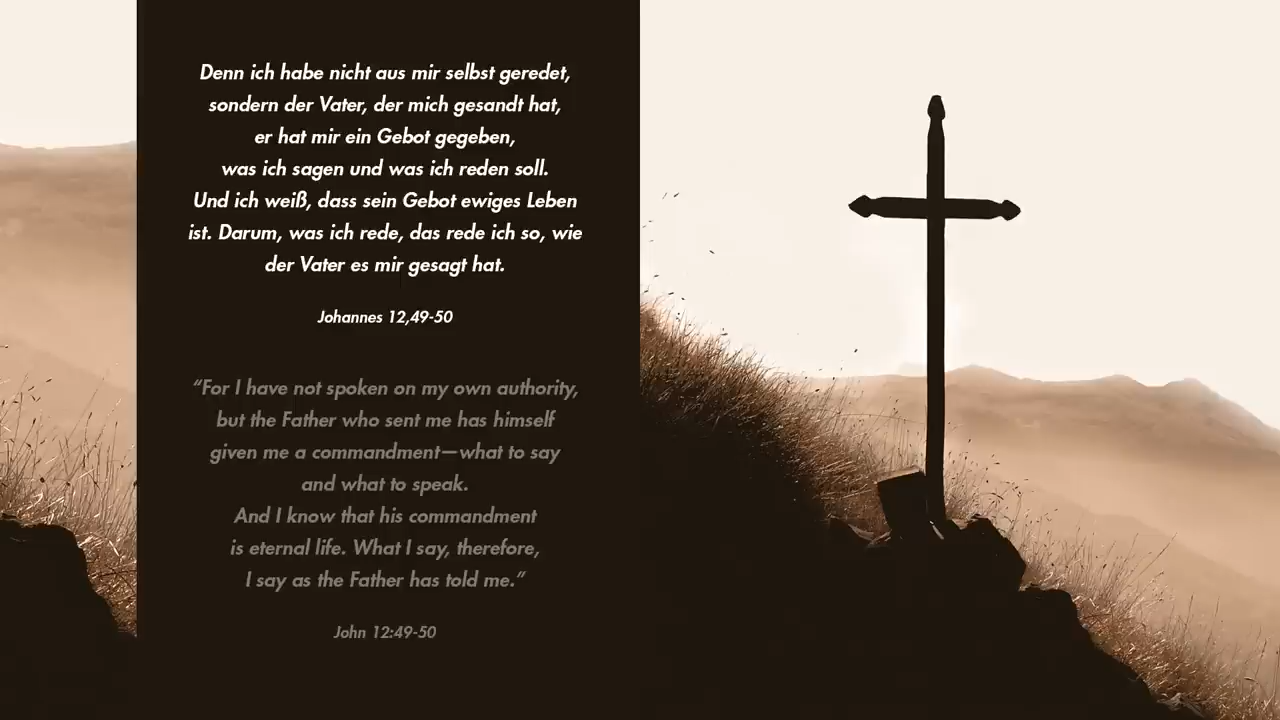 Denn ich habe nicht aus mir selbst geredet,
sondern der Vater, der mich gesandt hat,
er hat mir ein Gebot gegeben,
was ich sagen und was ich reden soll.
Und ich weiß, dass sein Gebot ewiges Leben
ist. Darum, was ich rede, das rede ich so, wie
der Vater es mir gesagt hat.
Johannes 12,49-50
“For I have not spoken on my own authority,
but the Father who sent me has himself
given me a commandment—what to say
and what to speak.
And I know that his commandment
is eternal life. What I say, therefore,
I say as the Father has told me.”
John 12:49-50